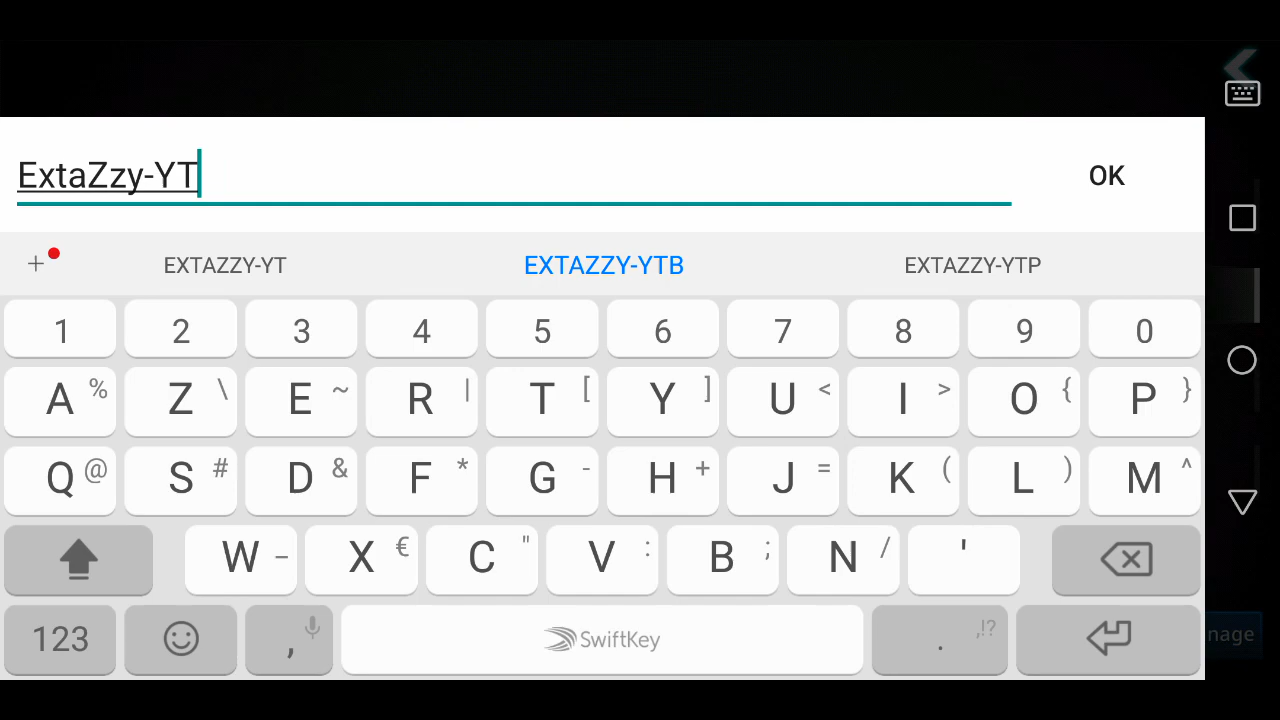 ExtaZzy-YT
OK
+ EXTAZZY-YT EXTAZZY-YTB EXTAZZY-YTP
1 2 3 4 5 6 7 8 9 0
A % Z \ E ~ R | T [ Y ] U < I > O { P }
Q @ S # D & F * G - H + J = K ( L ) M ^
W _ X € C " V : B ; N / '
123 , SwiftKey . ,!?
nage